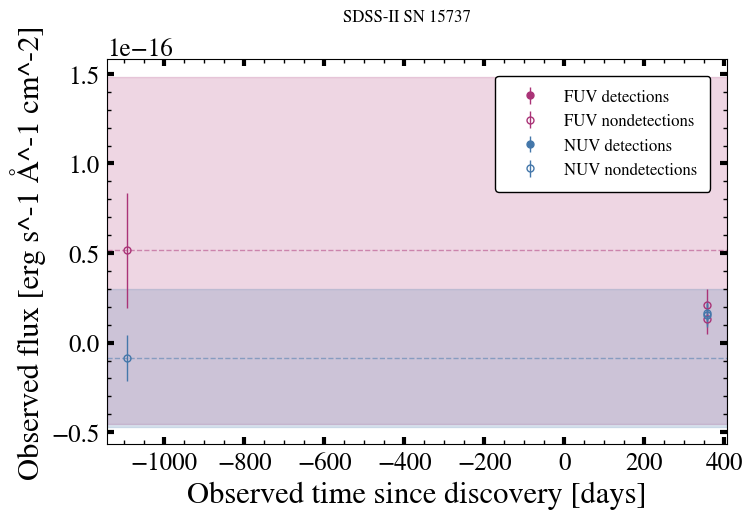 SDSS-II SN 15737
1e−16
Observed flux [erg s^-1 Å^-1 cm^-2]
1.5
1.0
0.5
0.0
−0.5
FUV detections
FUV nondetections
NUV detections
NUV nondetections
−1000 −800 −600 −400 −200 0 200 400
Observed time since discovery [days]